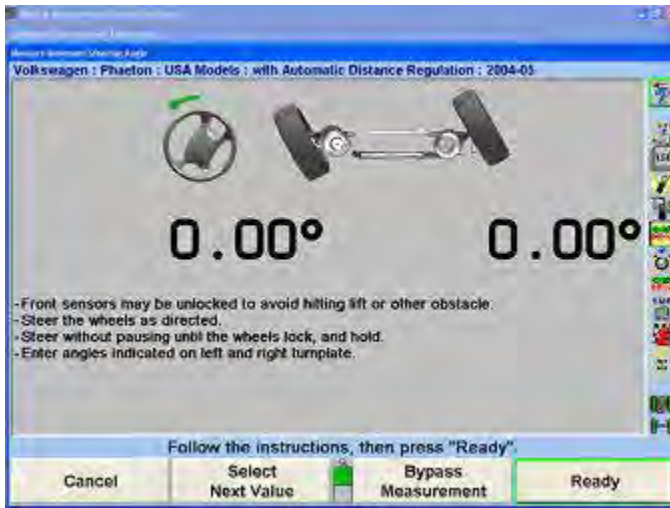 Volkswagen : Phaeton : USA Models : with Automatic Distance Regulation : 2004-05
0.00° 0.00°
-Front sensors may be unlocked to avoid hitting lift or other obstacle.
-Steer the wheels as directed.
-Steer without pausing until the wheels lock, and hold.
-Enter angles indicated on left and right turnplate.
Follow the instructions, then press "Ready".
Cancel
Select
Next Value
Bypass
Measurement
Ready